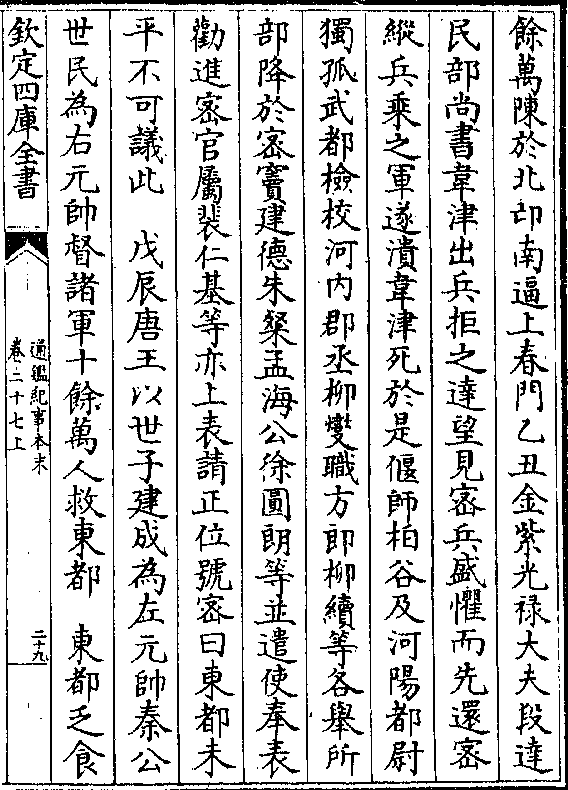 餘萬陳於北邙南逼上春門乙丑金紫光禄大夫段達
民部尚書韋津出兵拒之達望見密兵盛懼而先還密
縱兵乘之軍遂潰韋津死於是偃師柏谷及河陽都尉
獨孤武都檢校河内郡丞柳燮職方郎柳續等各舉所
部降於密竇建德朱粲孟海公徐圓朗等並遣使奉表
勸進密官屬裴仁基等亦上表請正位號密曰東都未
平不可議此　戊辰唐王以世子建成為左元帥秦公
世民為右元帥督諸軍十餘萬人救東都　東都乏食
欽定四庫全書
通鑑紀事本末
卷二十七上
二十九